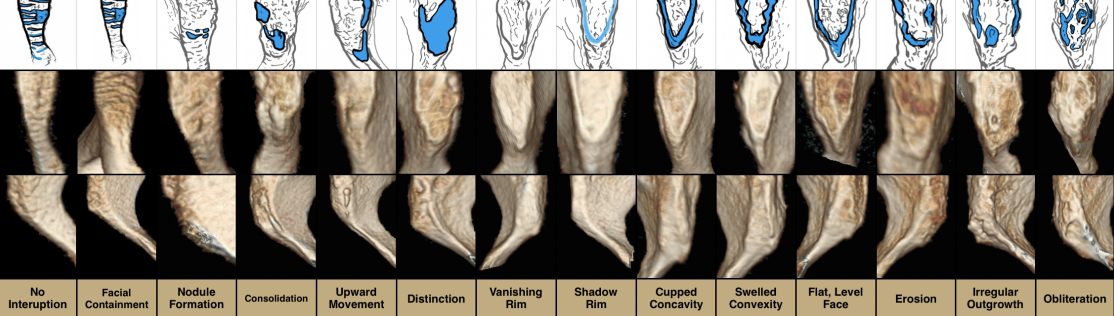 No
Interuption
Facial
Containment
Nodule
Formation
Consolidation
Upward
Movement
Distinction
Vanishing
Rim
Shadow
Rim
Cupped
Concavity
Swelled
Convexity
Flat, Level
Face
Erosion
Irregular
Outgrowth
Obliteration